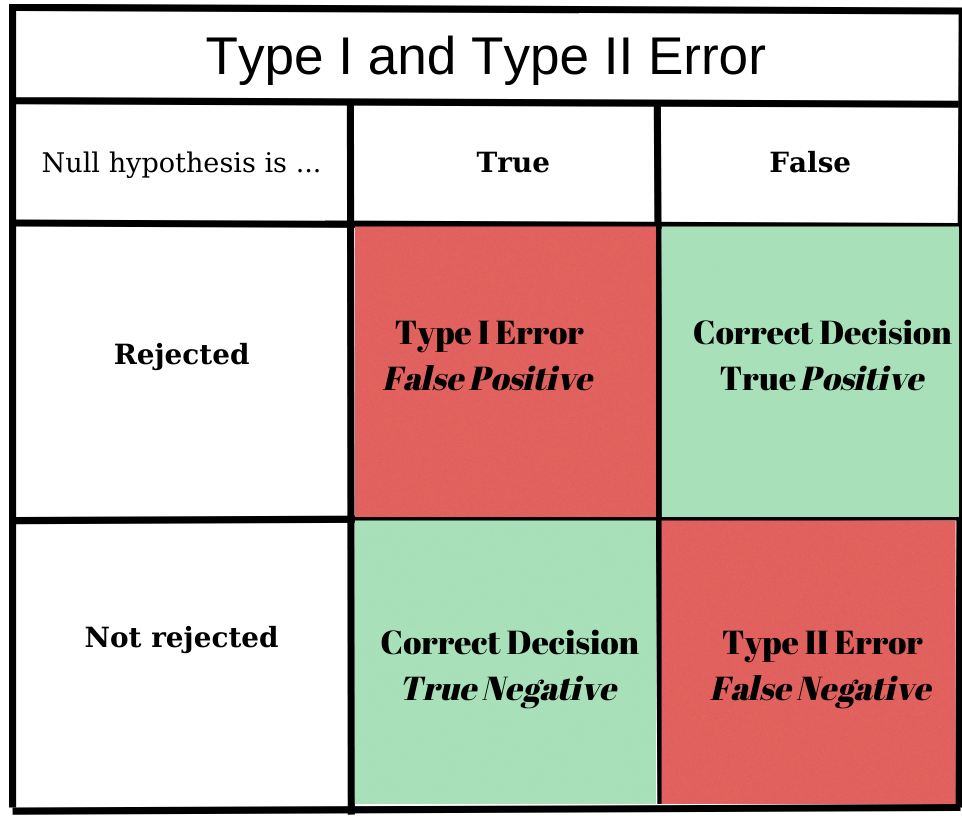 Type I and Type II Error
Null hypothesis is ...
True
False
Rejected
Type I Error
False Positive
Correct Decision
True Positive
Not rejected
Correct Decision
True Negative
Type II Error
False Negative